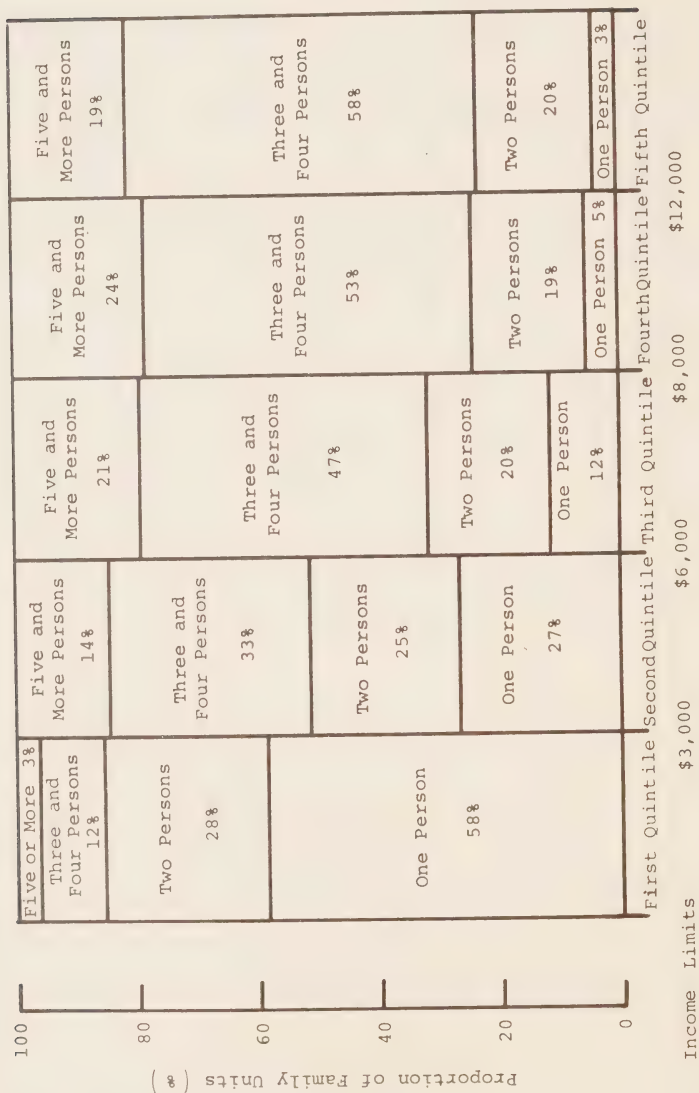 Proportion of Family Units (%)
100
80
60
40
20
0
Five or More 3%
Three and
Four Persons
12%
Two Persons
28%
One Person
58%
Five and
More Persons
14%
Three and
Four Persons
33%
Two Persons
25%
One Person
27%
Five and
More Persons
21%
Three and
Four Persons
47%
Two Persons
20%
One Person
12%
Five and
More Persons
24%
Three and
Four Persons
53%
Two Persons
19%
One Person 5%
Five and
More Persons
19%
Three and
Four Persons
58%
Two Persons
20%
One Person 3%
First Quintile Second Quintile Third Quintile Fourth Quintile Fifth Quintile
Income Limits $3,000 $6,000 $8,000 $12,000